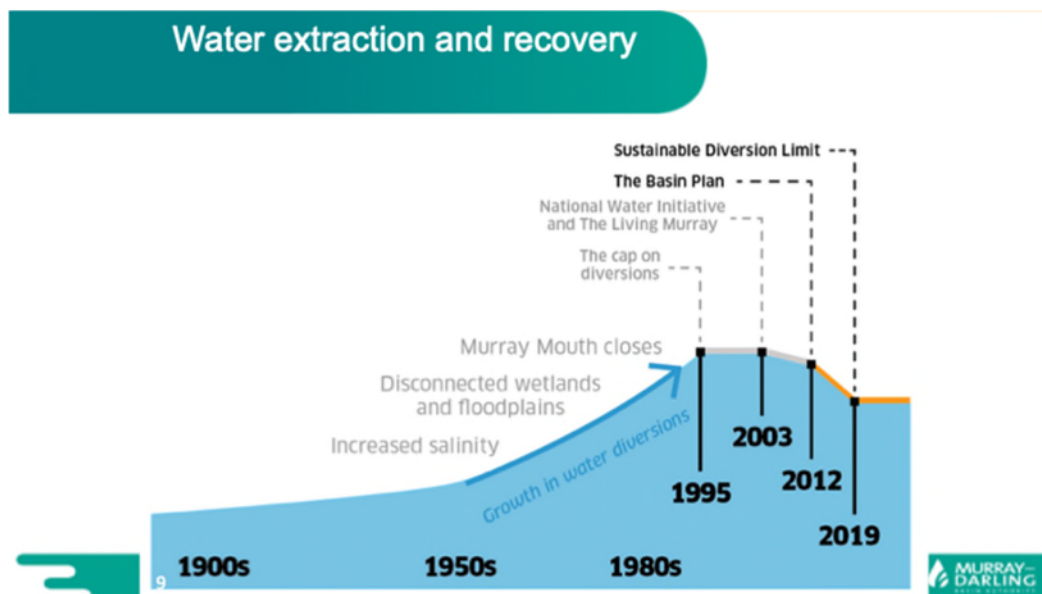 Water extraction and recovery
Sustainable Diversion Limit
The Basin Plan
National Water Initiative
and The Living Murray
The cap on
diversions
Murray Mouth closes
Disconnected wetlands
and floodplains
Increased salinity
Growth in water diversions
1995
2003
2012
2019
1900s
1950s
1980s
9
MURRAY–
DARLING
BASIN AUTHORITY